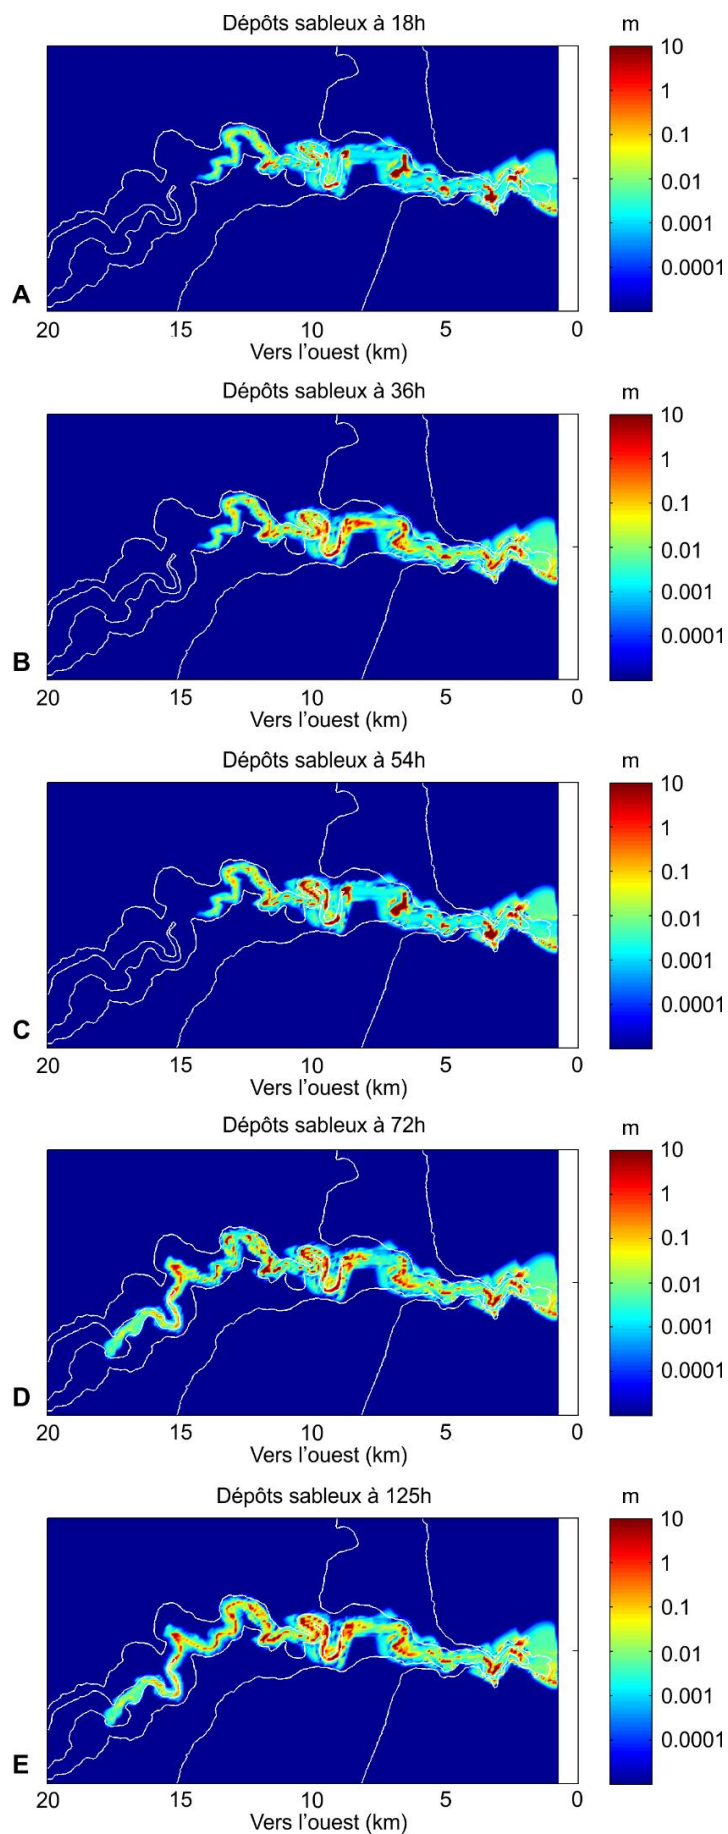 Dépôts sableux à 18h
m
10
1
0.1
0.01
0.001
0.0001
A
20 15 10 5 0
Vers l'ouest (km)
Dépôts sableux à 36h
m
10
1
0.1
0.01
0.001
0.0001
B
20 15 10 5 0
Vers l'ouest (km)
Dépôts sableux à 54h
m
10
1
0.1
0.01
0.001
0.0001
C
20 15 10 5 0
Vers l'ouest (km)
Dépôts sableux à 72h
m
10
1
0.1
0.01
0.001
0.0001
D
20 15 10 5 0
Vers l'ouest (km)
Dépôts sableux à 125h
m
10
1
0.1
0.01
0.001
0.0001
E
20 15 10 5 0
Vers l'ouest (km)